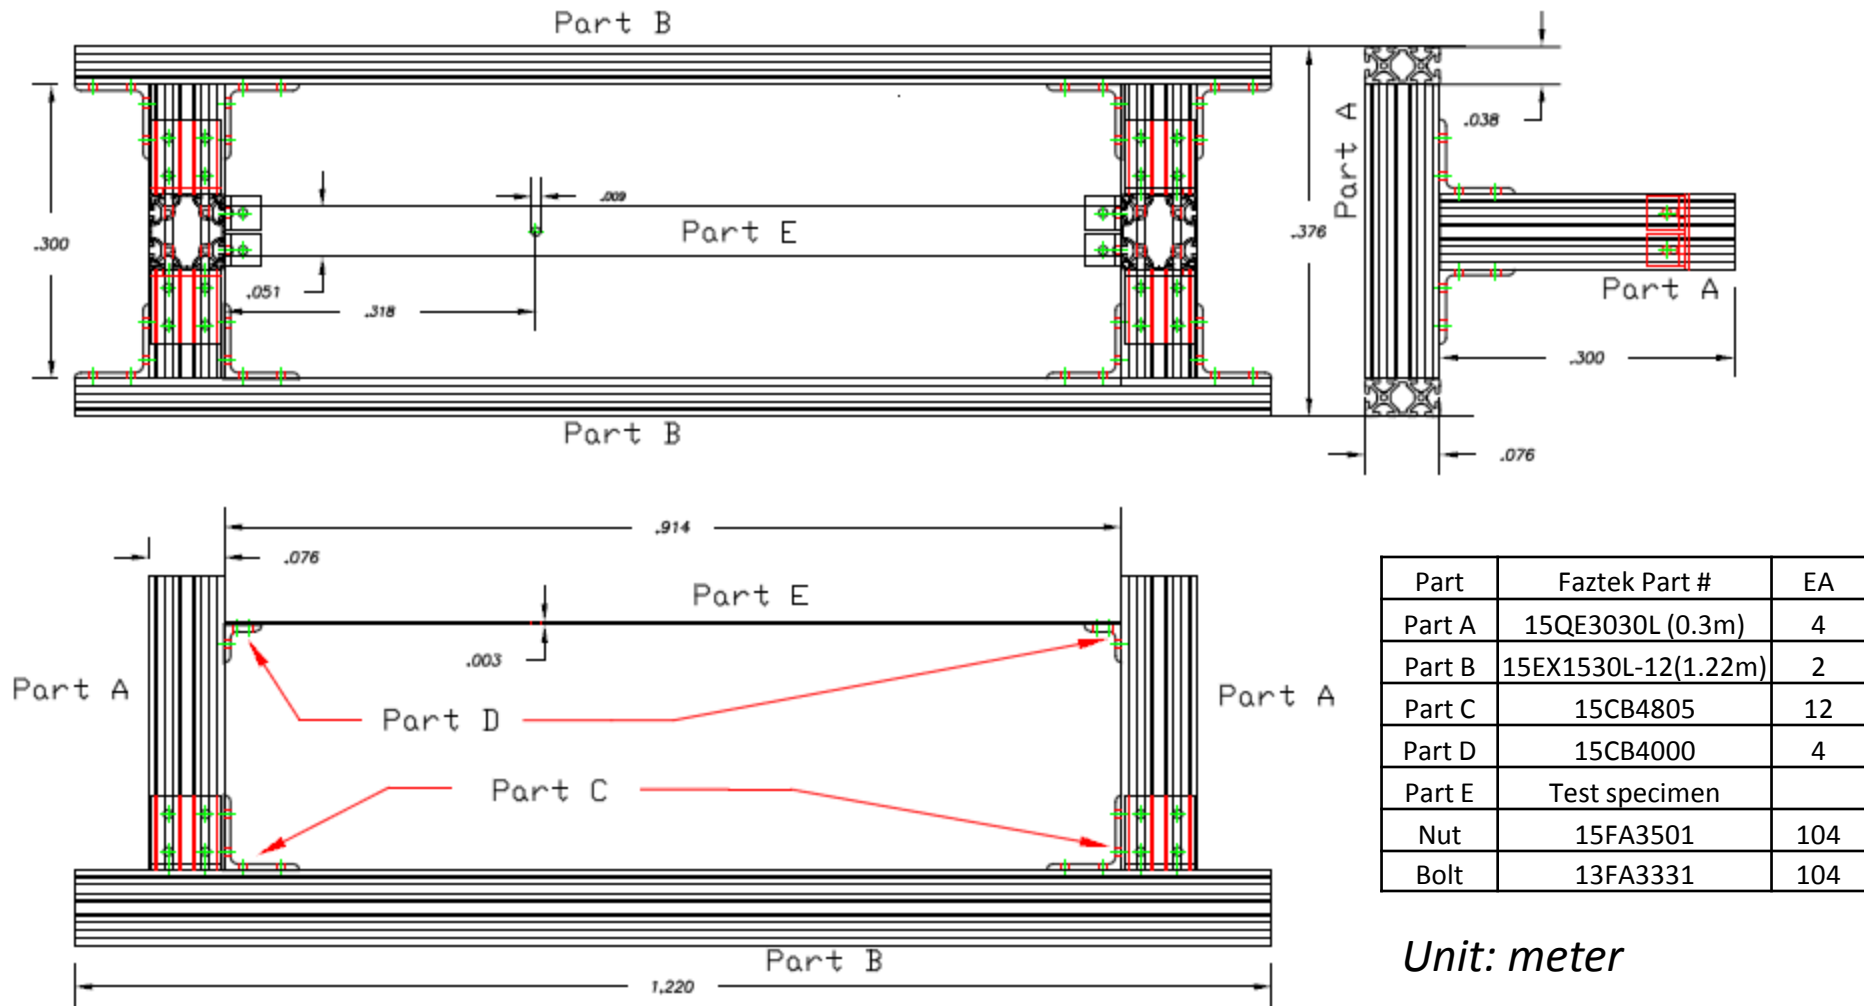 Part B
.038
Part A
.009
Part E
.376
.300
.051
.318
Part A
.300
Part B
.076
.914
.076
Part E
.003
Part A
Part D
Part A
Part C
Part B
1,220
Part Faztek Part # EA
Part A 15QE3030L (0.3m) 4
Part B 15EX1530L-12(1.22m) 2
Part C 15CB4805 12
Part D 15CB4000 4
Part E Test specimen
Nut 15FA3501 104
Bolt 13FA3331 104
Unit: meter